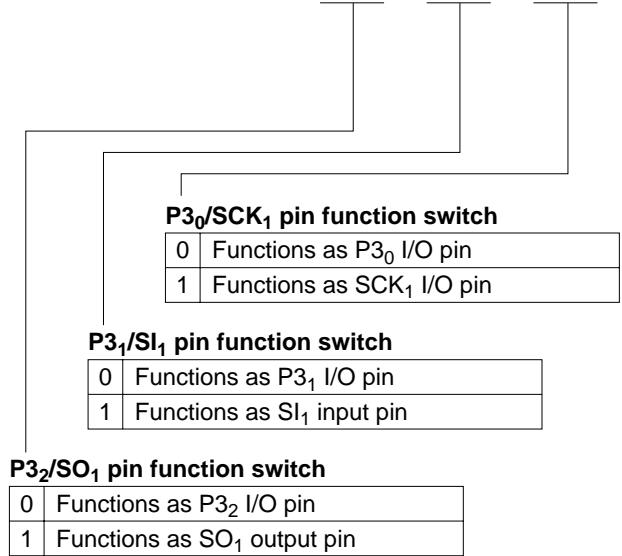 P3₀/SCK₁ pin function switch
0 Functions as P3₀ I/O pin
1 Functions as SCK₁ I/O pin
P3₁/SI₁ pin function switch
0 Functions as P3₁ I/O pin
1 Functions as SI₁ input pin
P3₂/SO₁ pin function switch
0 Functions as P3₂ I/O pin
1 Functions as SO₁ output pin